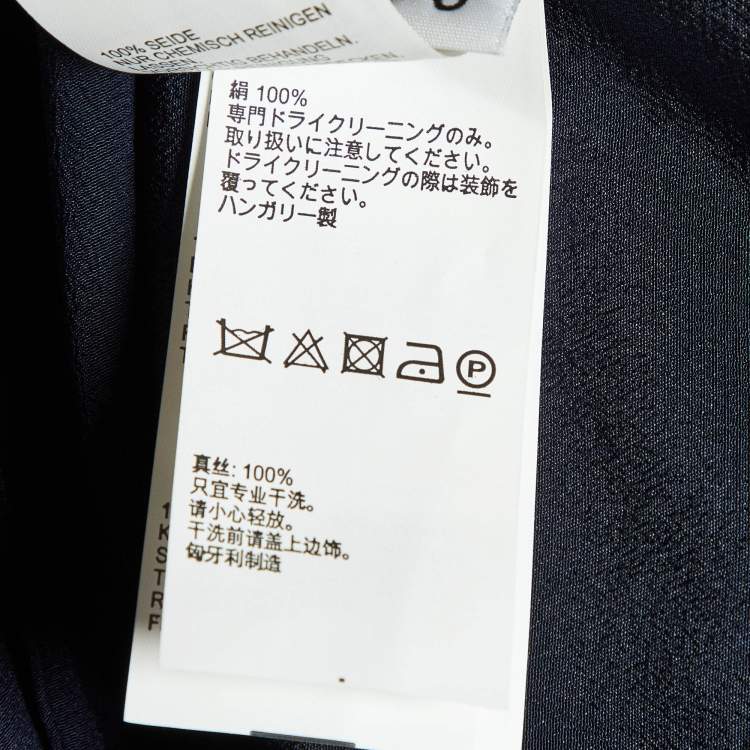 100% SEIDE
NUR CHEMISCH REINIGEN
絹 100%
専門ドライクリーニングのみ。
取り扱いに注意してください。
ドライクリーニングの際は装飾を
覆ってください。
ハンガリー製
P
真丝: 100%
只宜专业干洗。
请小心轻放。
干洗前请盖上边饰。
匈牙利制造
1
K
S
T
R
F